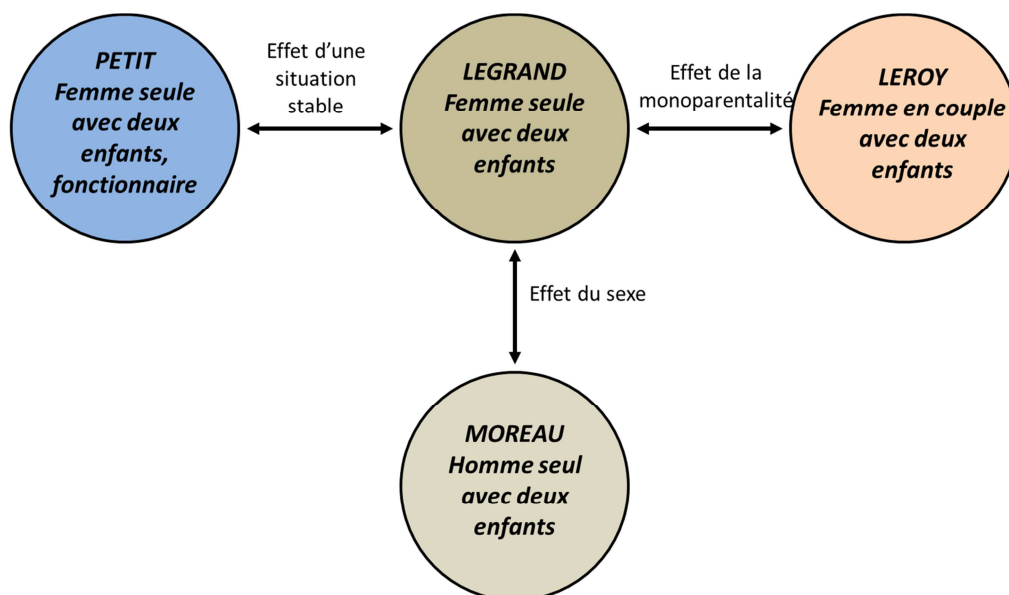 PETIT
Femme seule
avec deux
enfants,
fonctionnaire
Effet d’une
situation
stable
LEGRAND
Femme seule
avec deux
enfants
Effet de la
monoparentalité
LEROY
Femme en couple
avec deux
enfants
Effet du sexe
MOREAU
Homme seul
avec deux
enfants